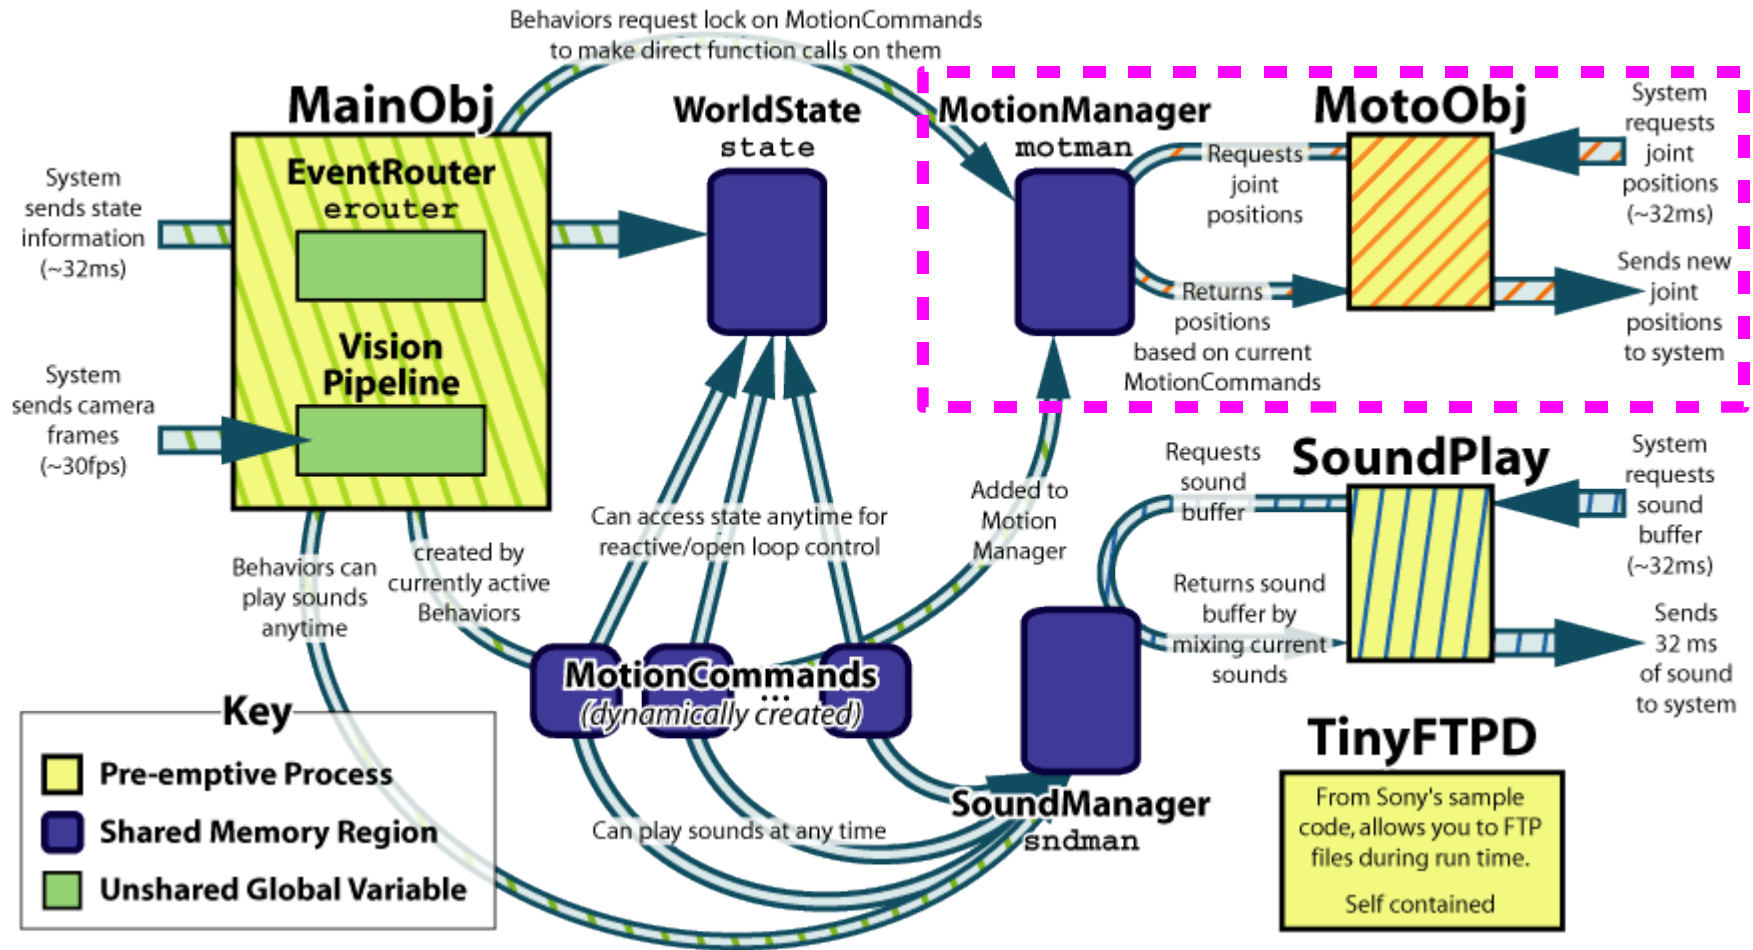 Behaviors request lock on MotionCommands
to make direct function calls on them
MainObj
EventRouter
erouter
Vision
Pipeline
System
sends state
information
(~32ms)
System
sends camera
frames
(~30fps)
WorldState
state
MotionManager
motman
MotoObj
Requests
joint
positions
Returns
positions
based on current
MotionCommands
System
requests
joint
positions
(~32ms)
Sends new
joint
positions
to system
Behaviors can
play sounds
anytime
created by
currently active
Behaviors
Can access state anytime for
reactive/open loop control
Added to
Motion
Manager
MotionCommands
...
(dynamically created)
Can play sounds at any time
SoundManager
sndman
SoundPlay
Requests
sound
buffer
Returns sound
buffer by
mixing current
sounds
System
requests
sound
buffer
(~32ms)
Sends
32 ms
of sound
to system
TinyFTPD
From Sony's sample
code, allows you to FTP
files during run time.
Self contained
Key
Pre-emptive Process
Shared Memory Region
Unshared Global Variable